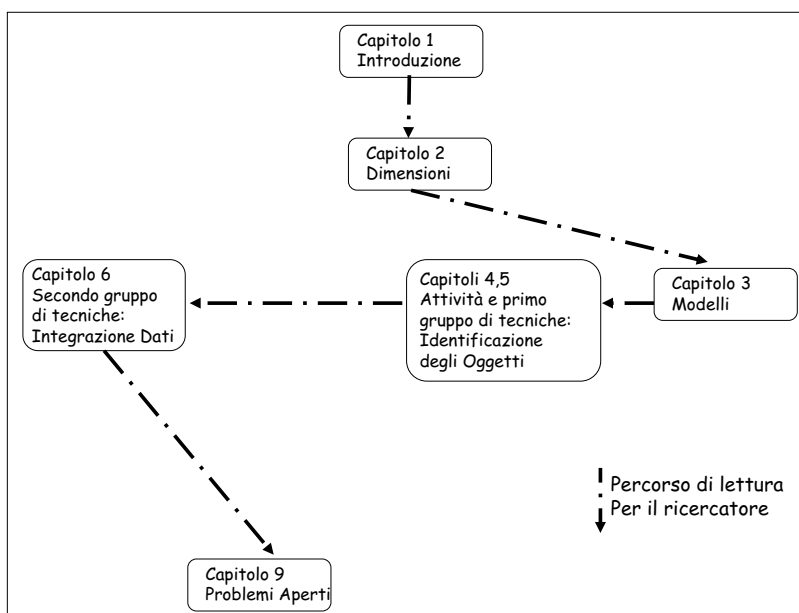 Capitolo 1
Introduzione
Capitolo 2
Dimensioni
Capitolo 6
Secondo gruppo
di tecniche:
Integrazione Dati
Capitoli 4,5
Attività e primo
gruppo di tecniche:
Identificazione
degli Oggetti
Capitolo 3
Modelli
Percorso di lettura
Per il ricercatore
Capitolo 9
Problemi Aperti